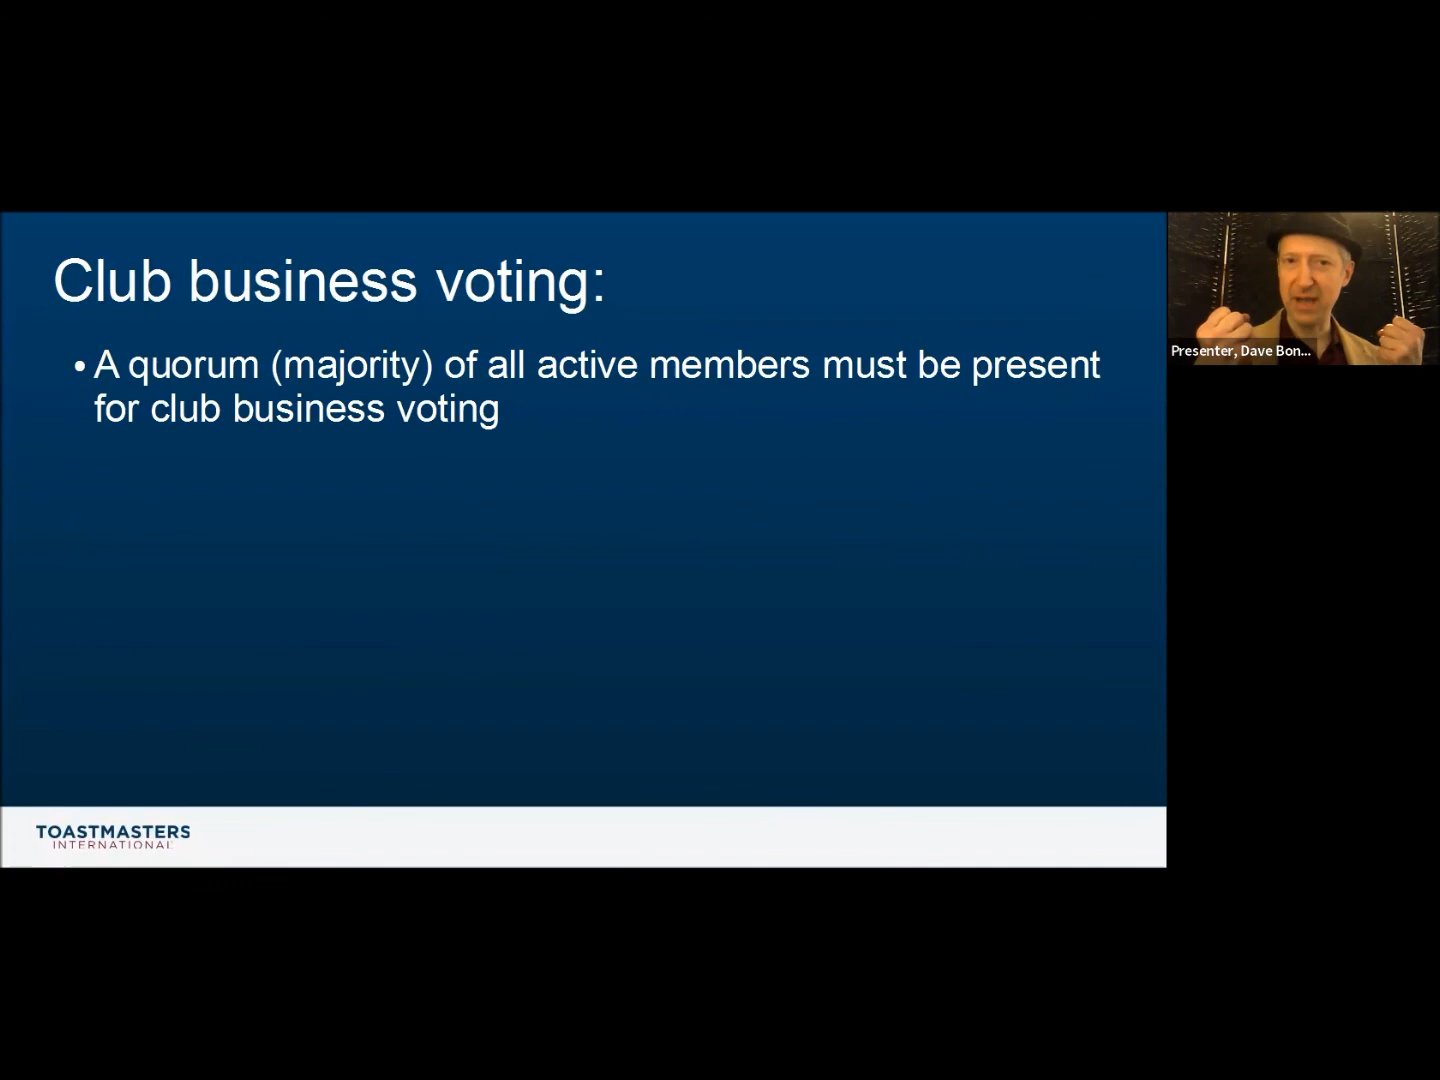 Club business voting:
• A quorum (majority) of all active members must be present
for club business voting
Presenter, Dave Bon...
TOASTMASTERS
INTERNATIONAL